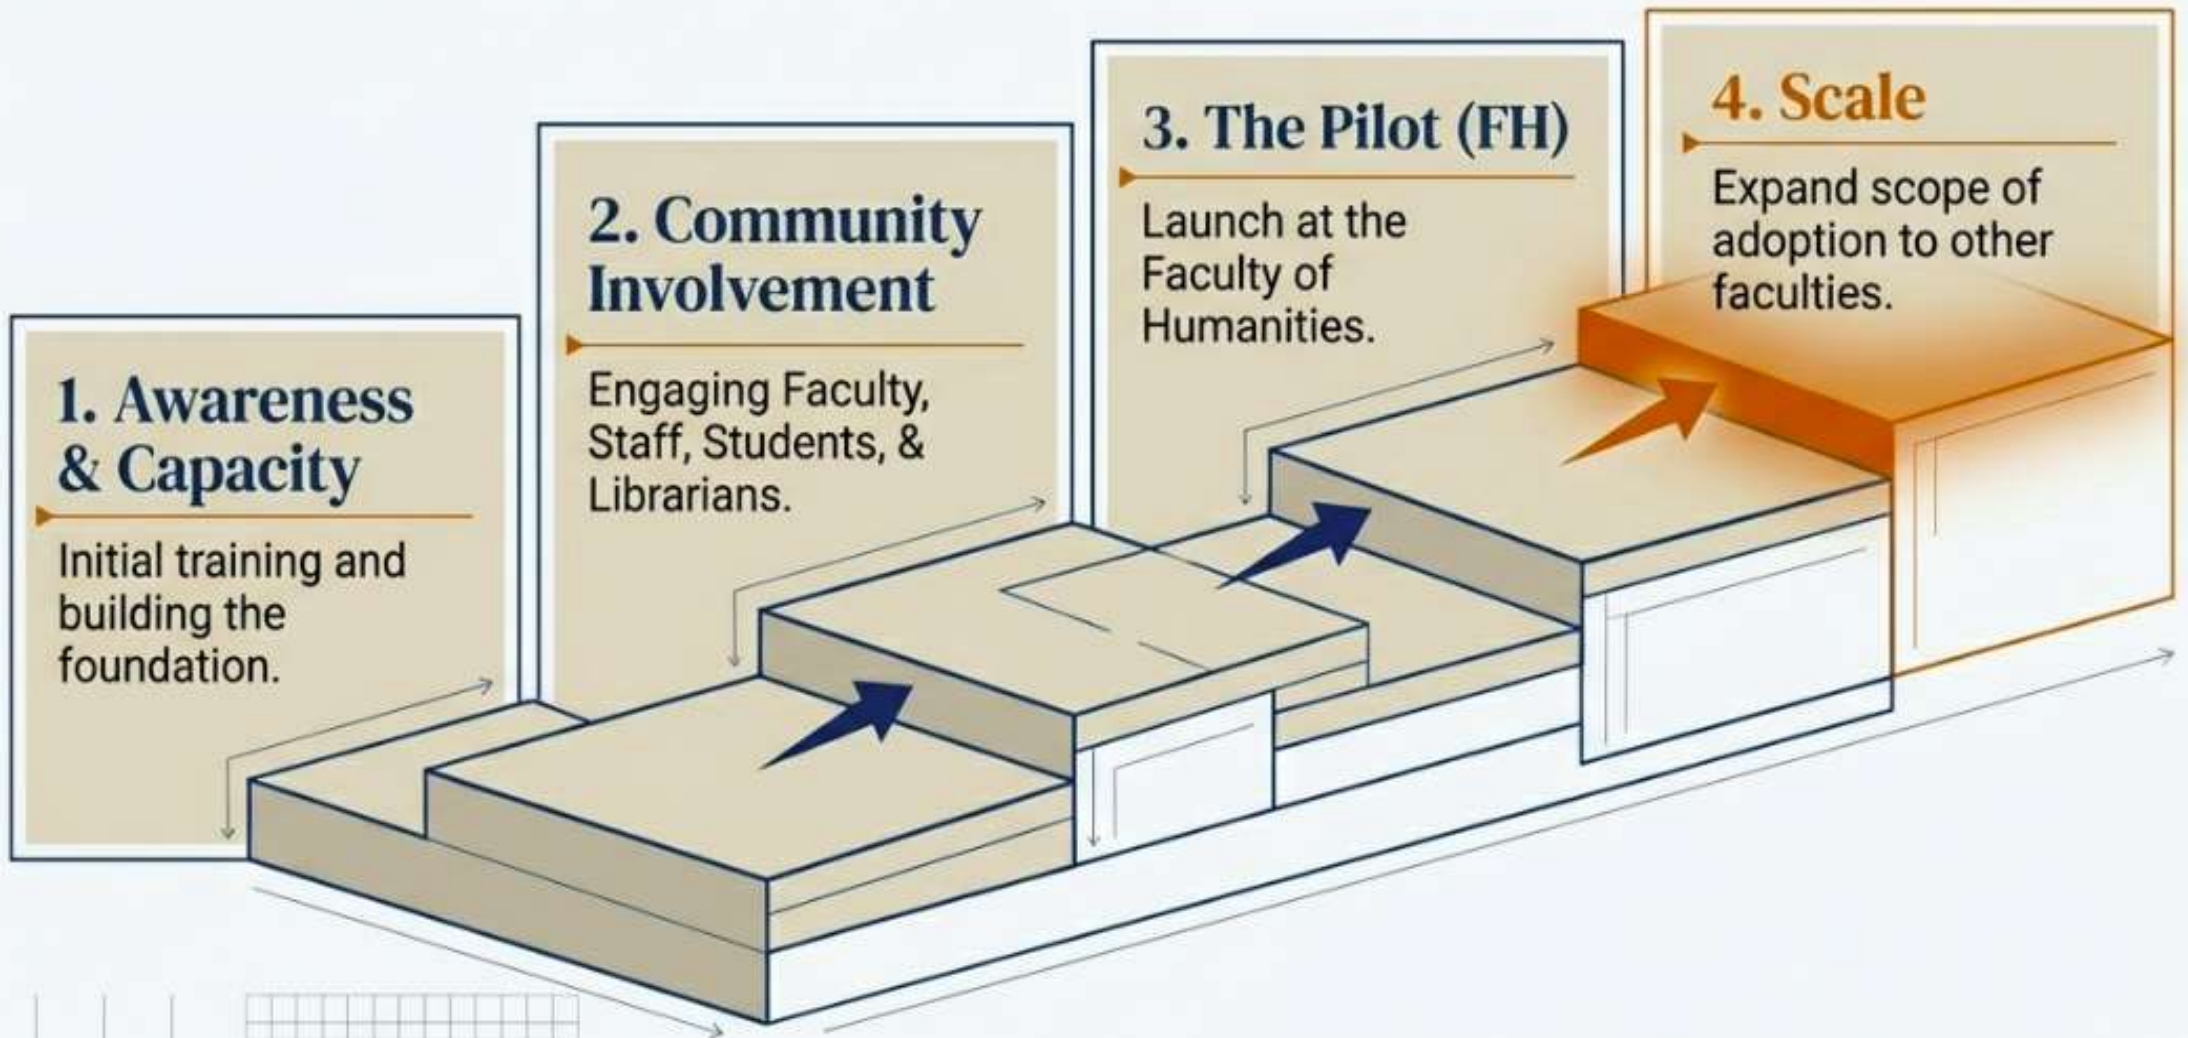 1. Awareness
& Capacity
Initial training and
building the
foundation.
2. Community
Involvement
Engaging Faculty,
Staff, Students, &
Librarians.
3. The Pilot (FH)
Launch at the
Faculty of
Humanities.
4. Scale
Expand scope of
adoption to other
faculties.